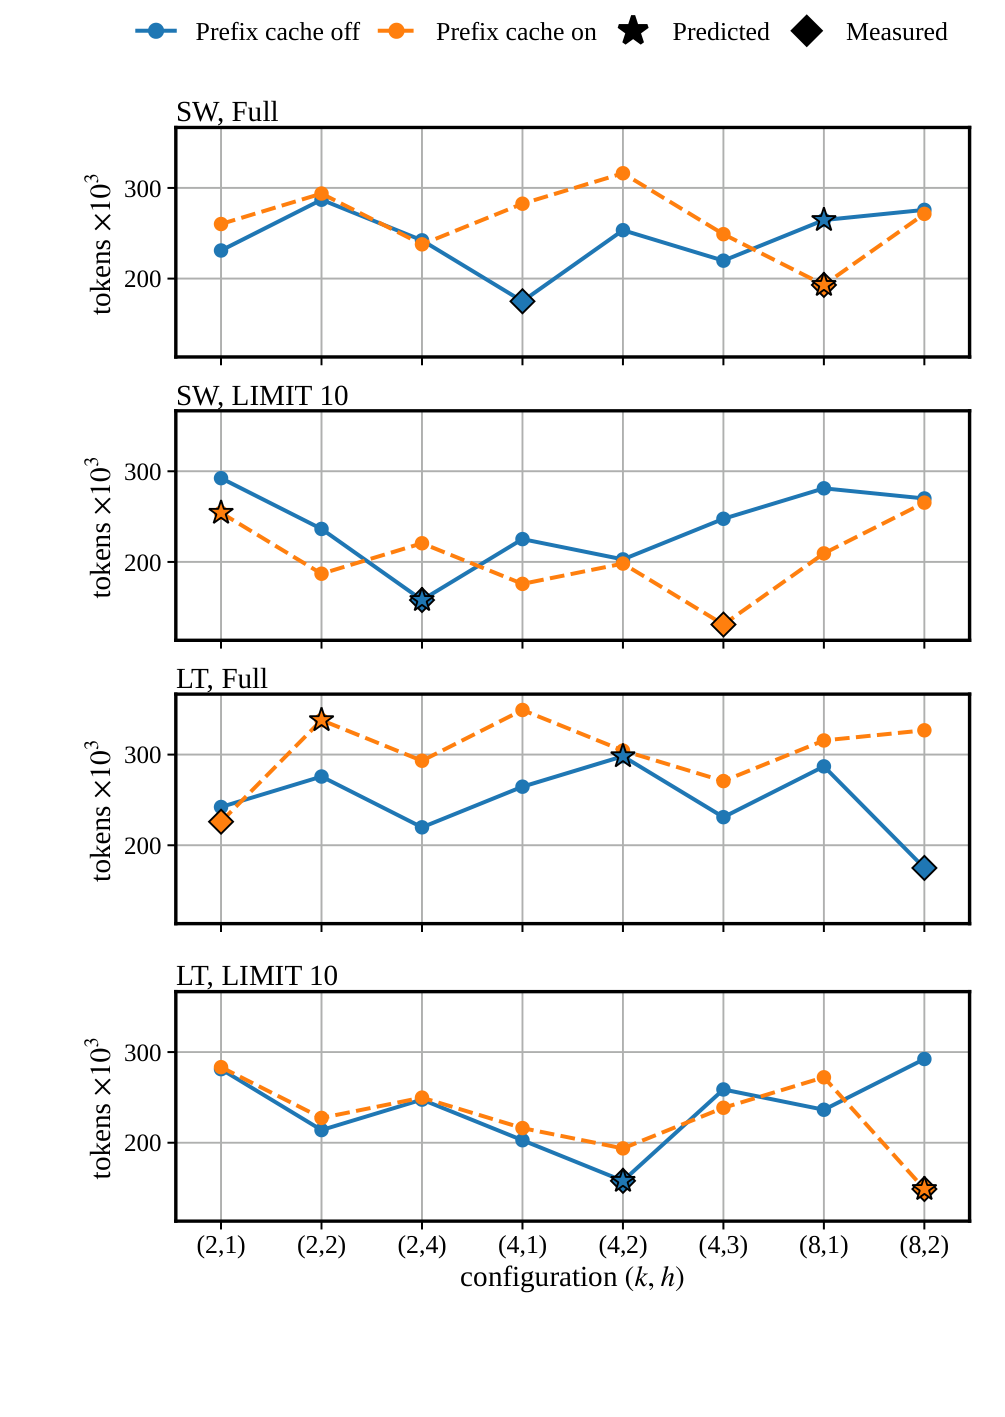 Prefix cache off Prefix cache on Predicted Measured
SW, Full
tokens ×10³
300
200
SW, LIMIT 10
tokens ×10³
300
200
LT, Full
tokens ×10³
300
200
LT, LIMIT 10
tokens ×10³
300
200
(2,1) (2,2) (2,4) (4,1) (4,2) (4,3) (8,1) (8,2)
configuration (k, h)